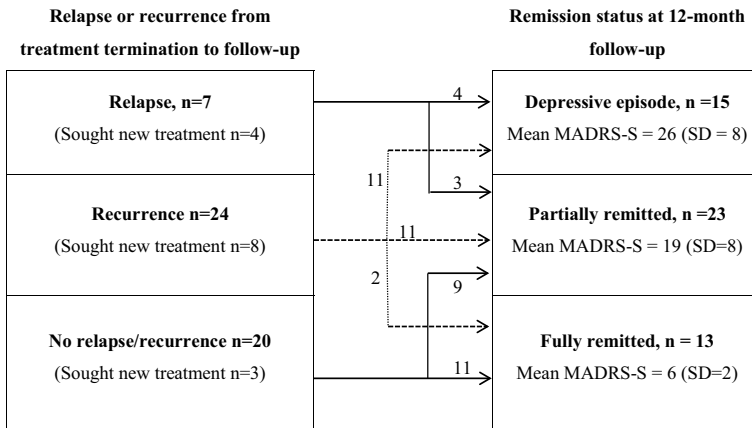 Relapse or recurrence from
treatment termination to follow-up
Remission status at 12-month
follow-up
Relapse, n=7
(Sought new treatment n=4)
Recurrence n=24
(Sought new treatment n=8)
No relapse/recurrence n=20
(Sought new treatment n=3)
4
11
3
11
2
9
11
Depressive episode, n =15
Mean MADRS-S = 26 (SD = 8)
Partially remitted, n =23
Mean MADRS-S = 19 (SD=8)
Fully remitted, n = 13
Mean MADRS-S = 6 (SD=2)